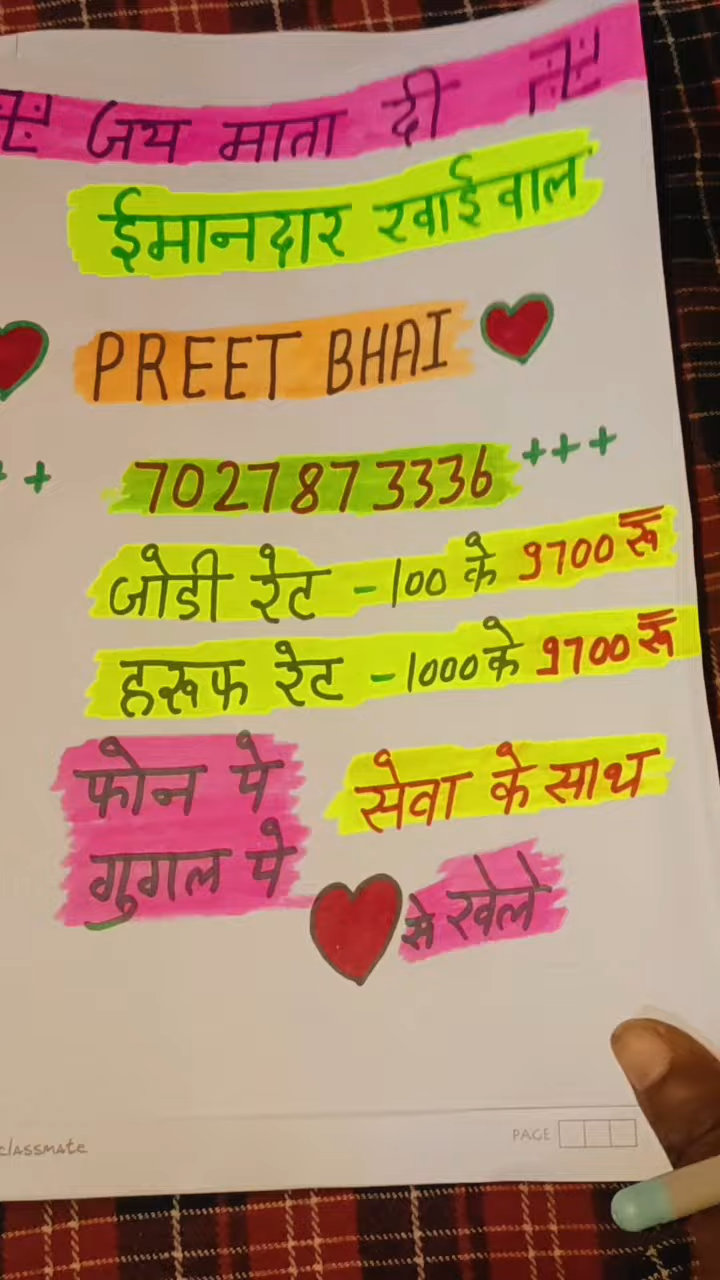 जय माता दी
ईमानदार खाईवाल
PREET BHAI
7027873336
जोडी रेट - 100 के 9700 रू
हरूफ रेट - 1000 के 9700 रू
फोन पे
गुगल पे
सेवा के साथ
से खेले
classmate
PAGE